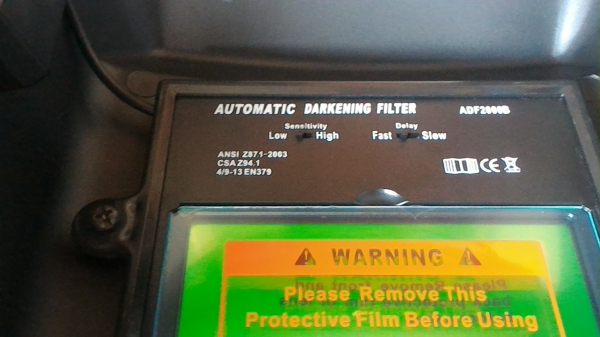 AUTOMATIC DARKENING FILTER ADF2000B
Sensitivity Delay
Low High Fast Slow
ANSI Z87.1-2003
CSA Z94.1
4/9-13 EN379
CE
WARNING
Please Remove This
Protective Film Before Using